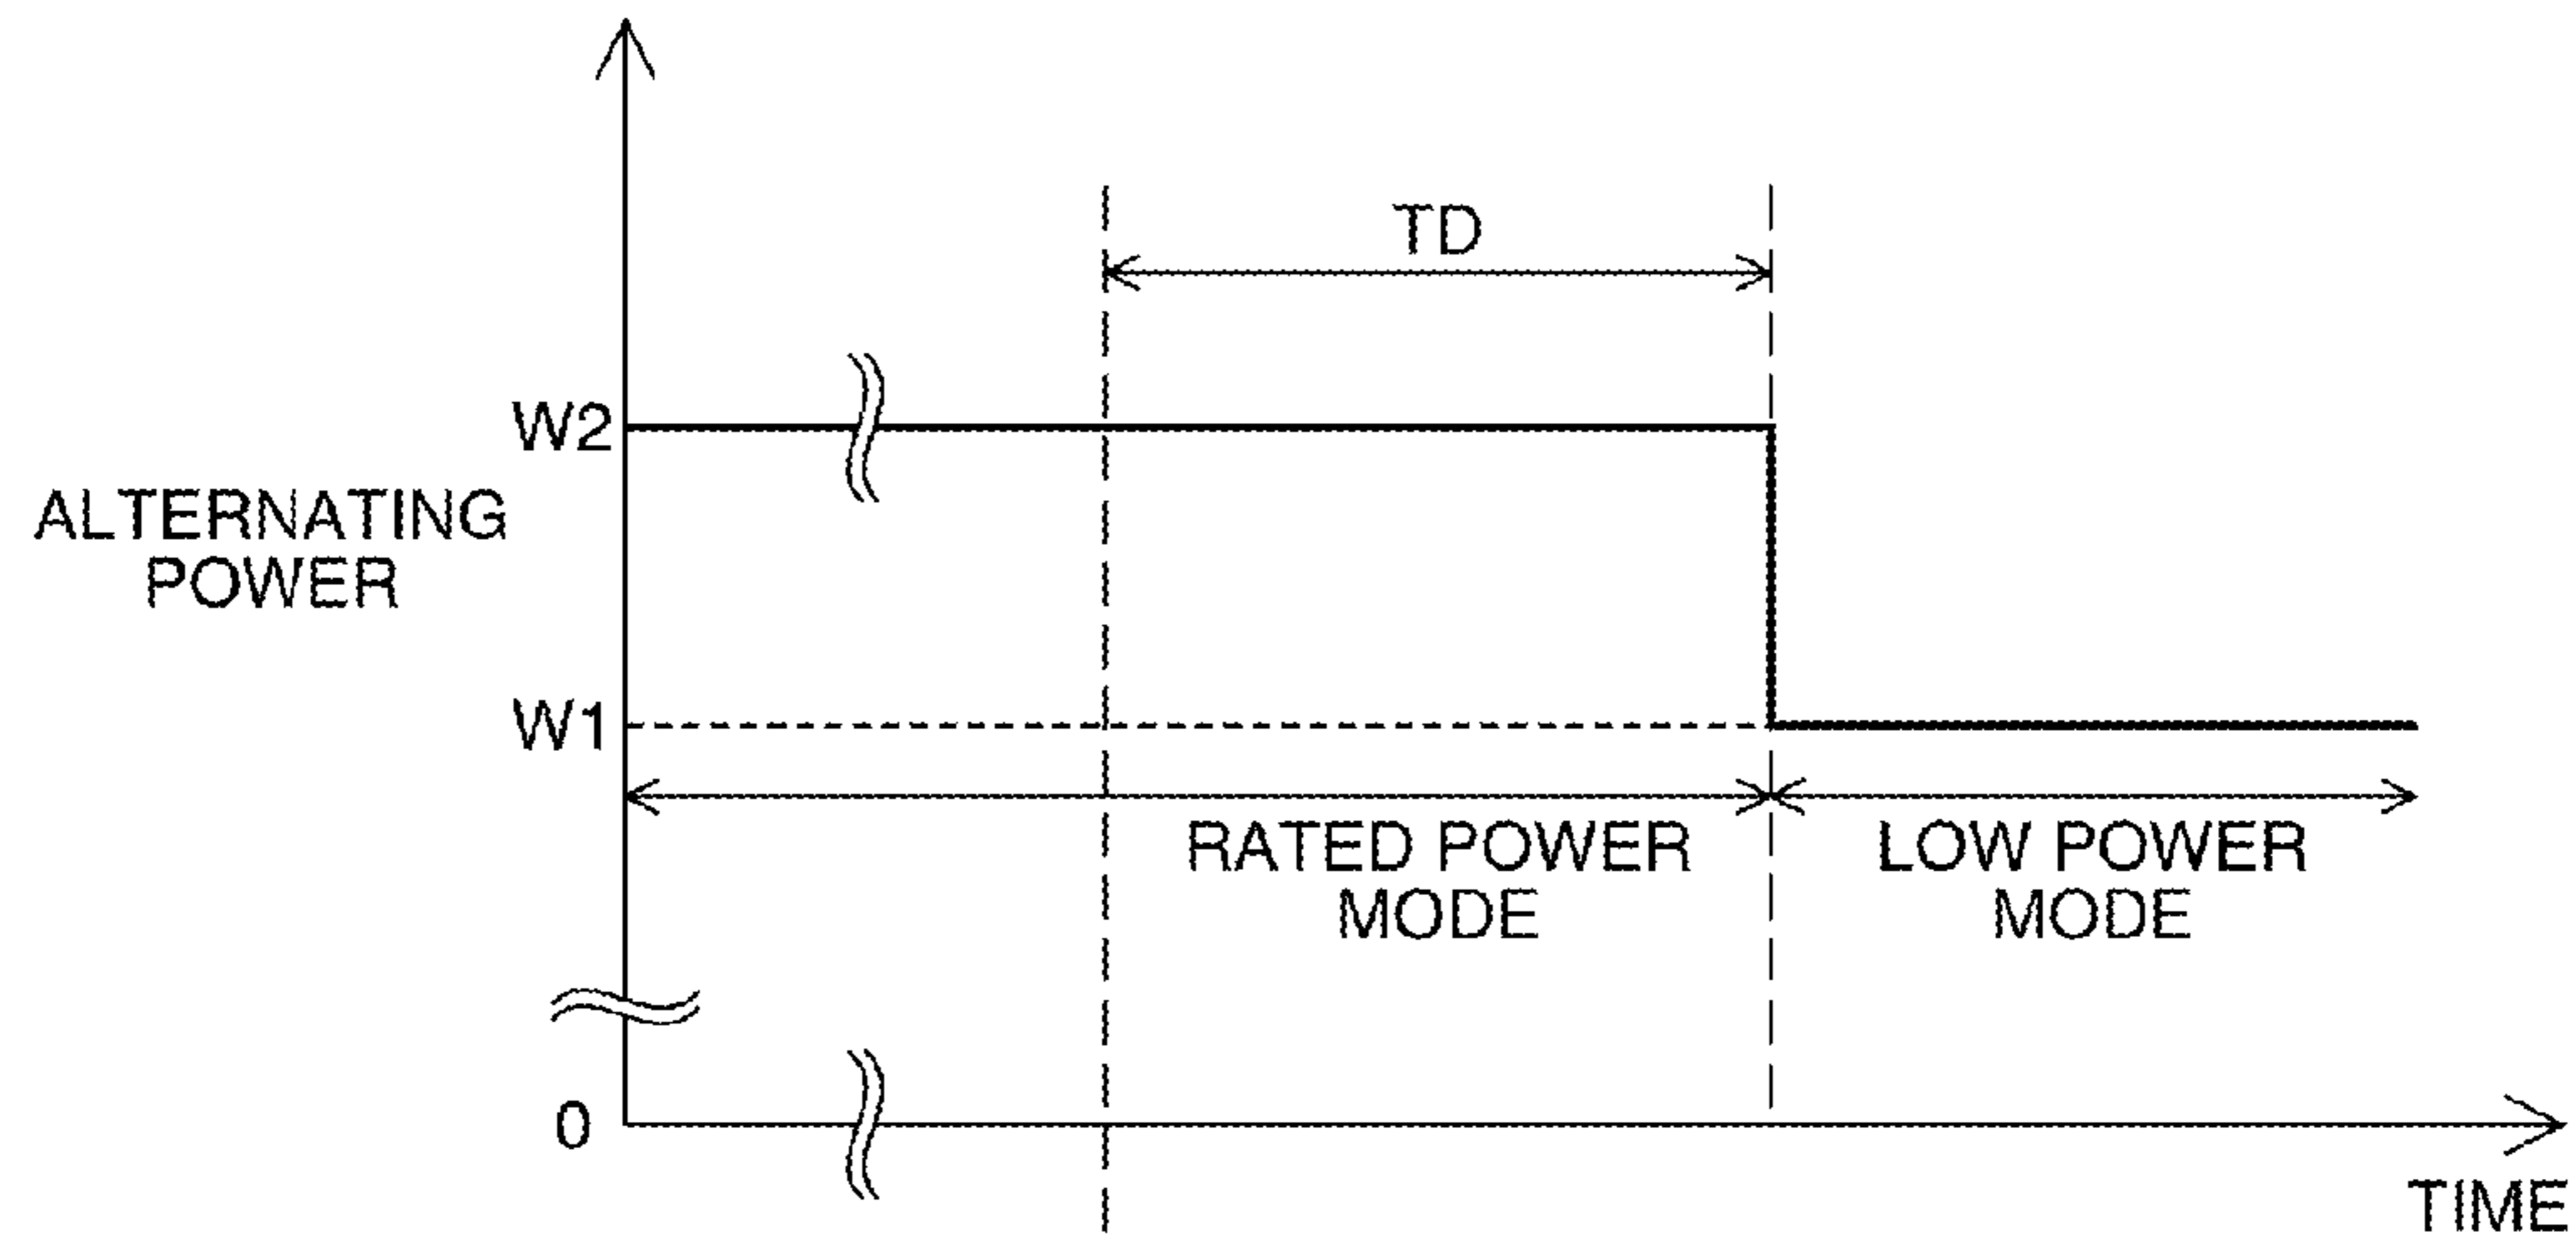 TD
W2
ALTERNATING
POWER
W1
RATED POWER
MODE
LOW POWER
MODE
0
TIME